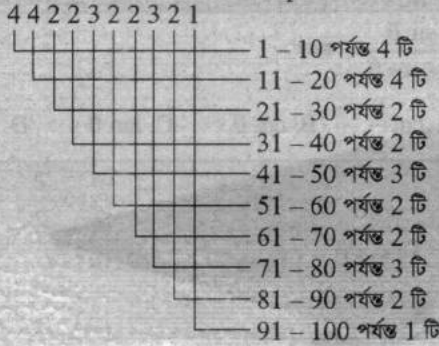 4 4 2 2 3 2 2 3 2 1
1 – 10 পর্যন্ত 4 টি
11 – 20 পর্যন্ত 4 টি
21 – 30 পর্যন্ত 2 টি
31 – 40 পর্যন্ত 2 টি
41 – 50 পর্যন্ত 3 টি
51 – 60 পর্যন্ত 2 টি
61 – 70 পর্যন্ত 2 টি
71 – 80 পর্যন্ত 3 টি
81 – 90 পর্যন্ত 2 টি
91 – 100 পর্যন্ত 1 টি